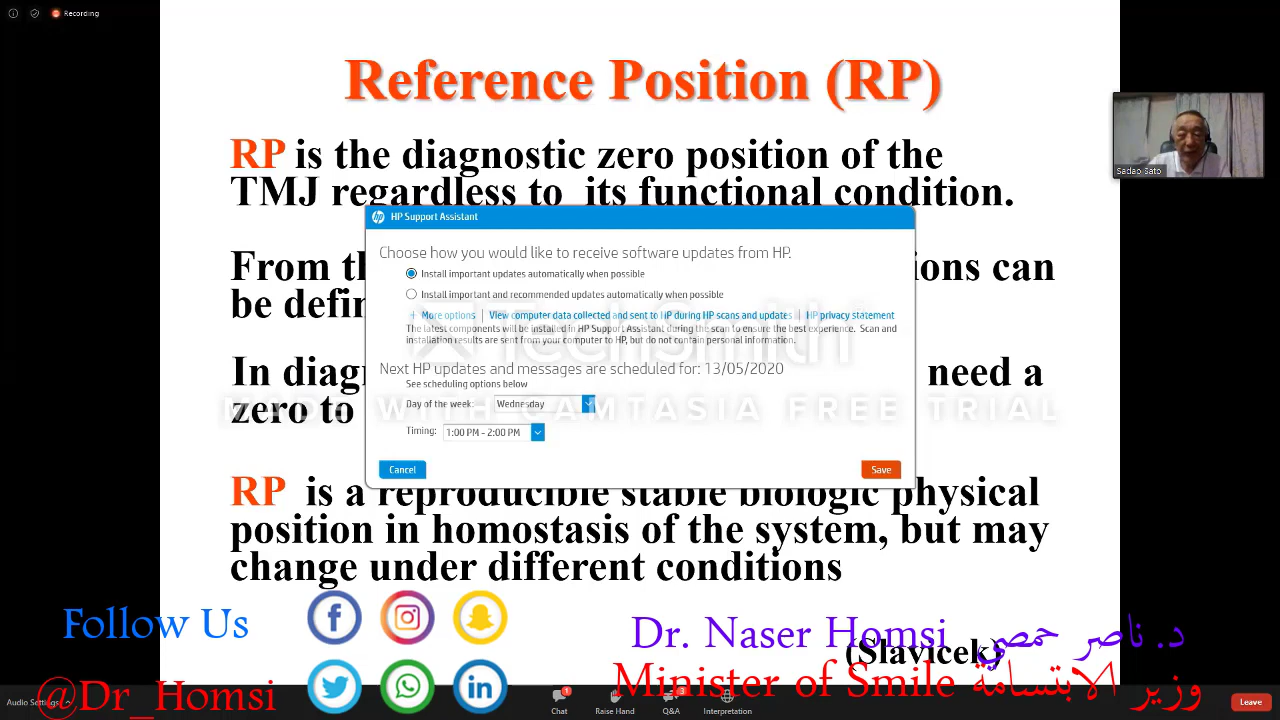 Recording
Reference Position (RP)
RP is the diagnostic zero position of the
TMJ regardless to its functional condition.
Sadao Sato
HP Support Assistant
From
ions can
be defin
Choose how you would like to receive software updates from HP.
Install important updates automatically when possible
Install important and recommended updates automatically when possible
+ More options | View computer data collected and sent to HP during HP scans and updates | HP privacy statement
The latest components will be installed in HP Support Assistant during the scan to ensure the best experience. Scan and
installation results are sent from your computer to HP, but do not contain personal information.
TechSmith
Next HP updates and messages are scheduled for: 13/05/2020
See scheduling options below
In diagn
need a
zero to
Day of the week: Wednesday
MADE WITH CAMTASIA FREE TRIAL
Timing: 1:00 PM - 2:00 PM
Cancel
Save
RP is a reproducible stable biologic physical
position in homostasis of the system, but may
change under different conditions
Follow Us
Dr. Naser Homsi د. ناصر حمصي
(Slavicek)
@Dr_Homsi
Minister of Smile وزير الابتسامة
Audio Settings
Chat 1
Raise Hand
Q&A 3
Interpretation
Leave